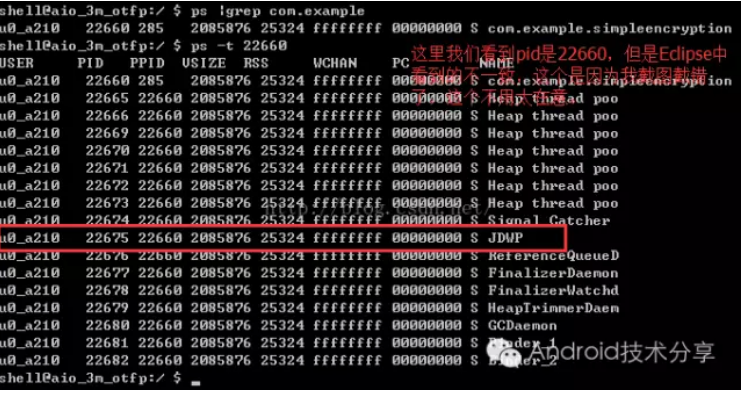 shell@aio_3m_otfp:/ $ ps |grep com.example
u0_a210 22660 285 2085876 25324 ffffffff 00000000 S com.example.simpleencryption
shell@aio_3m_otfp:/ $ ps -t 22660
USER PID PPID VSIZE RSS WCHAN PC NAME
这里我们看到pid是22660，但是Eclipse中
看到的不一致，这个是因为我截图截错
了，这个不用太在意
u0_a210 22660 285 2085876 25324 ffffffff 00000000 S com.example.simpleencryption
u0_a210 22665 22660 2085876 25324 ffffffff 00000000 S Heap thread poo
u0_a210 22666 22660 2085876 25324 ffffffff 00000000 S Heap thread poo
u0_a210 22669 22660 2085876 25324 ffffffff 00000000 S Heap thread poo
u0_a210 22670 22660 2085876 25324 ffffffff 00000000 S Heap thread poo
u0_a210 22671 22660 2085876 25324 ffffffff 00000000 S Heap thread poo
u0_a210 22672 22660 2085876 25324 ffffffff 00000000 S Heap thread poo
u0_a210 22673 22660 2085876 25324 ffffffff 00000000 S Heap thread poo
http://blog.csdn.net/
u0_a210 22674 22660 2085876 25324 ffffffff 00000000 S Signal Catcher
u0_a210 22675 22660 2085876 25324 ffffffff 00000000 S JDWP
u0_a210 22676 22660 2085876 25324 ffffffff 00000000 S ReferenceQueueD
u0_a210 22677 22660 2085876 25324 ffffffff 00000000 S FinalizerDaemon
u0_a210 22678 22660 2085876 25324 ffffffff 00000000 S FinalizerWatchd
u0_a210 22679 22660 2085876 25324 ffffffff 00000000 S HeapTrimmerDaem
u0_a210 22680 22660 2085876 25324 ffffffff 00000000 S GCDaemon
u0_a210 22681 22660 2085876 25324 ffffffff 00000000 S Binder_1
u0_a210 22682 22660 2085876 25324 ffffffff 00000000 S Binder_2
Android技术分享
shell@aio_3m_otfp:/ $